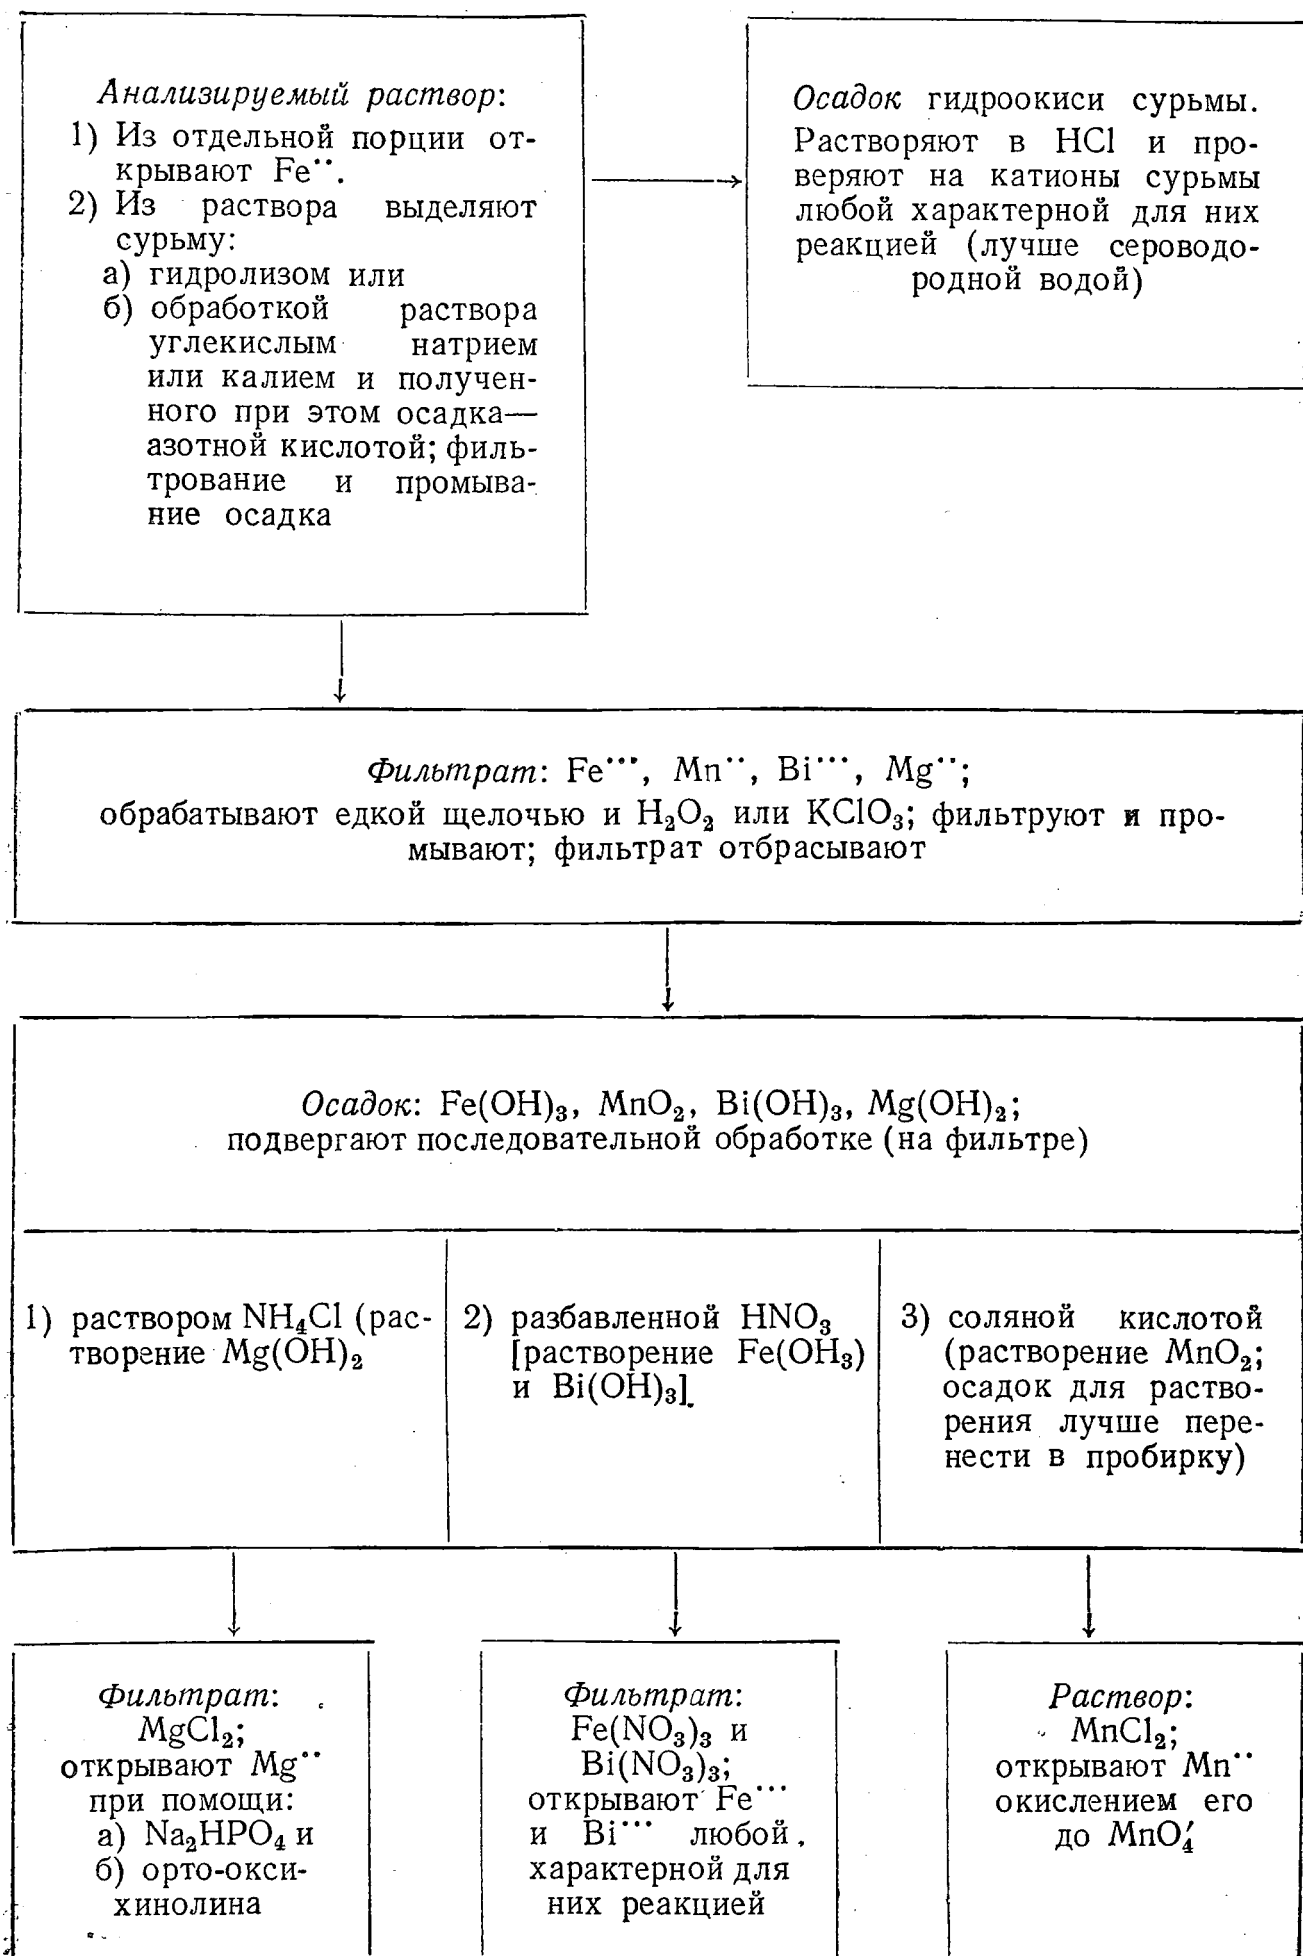 Анализируемый раствор:
1) Из отдельной порции от-
крывают Fe¨.
2) Из раствора выделяют
сурьму:
а) гидролизом или
б) обработкой раствора
углекислым натрием
или калием и получен-
ного при этом осадка—
азотной кислотой; филь-
трование и промыва-
ние осадка
Осадок гидроокиси сурьмы.
Растворяют в HCl и про-
веряют на катионы сурьмы
любой характерной для них
реакцией (лучше сероводо-
родной водой)
Фильтрат: Fe˙˙˙, Mn˙˙, Bi˙˙˙, Mg˙˙;
обрабатывают едкой щелочью и H₂O₂ или KClO₃; фильтруют и про-
мывают; фильтрат отбрасывают
Осадок: Fe(OH)₃, MnO₂, Bi(OH)₃, Mg(OH)₂;
подвергают последовательной обработке (на фильтре)
1) раствором NH₄Cl (рас-
творение Mg(OH)₂
2) разбавленной HNO₃
[растворение Fe(OH₃)
и Bi(OH)₃].
3) соляной кислотой
(растворение MnO₂;
осадок для раство-
рения лучше пере-
нести в пробирку)
Фильтрат:
MgCl₂;
открывают Mg˙˙
при помощи:
а) Na₂HPO₄ и
б) орто-окси-
хинолина
Фильтрат:
Fe(NO₃)₃ и
Bi(NO₃)₃;
открывают Fe˙˙˙
и Bi˙˙˙ любой
характерной для
них реакцией
Раствор:
MnCl₂;
открывают Mn˙˙
окислением его
до MnO₄′